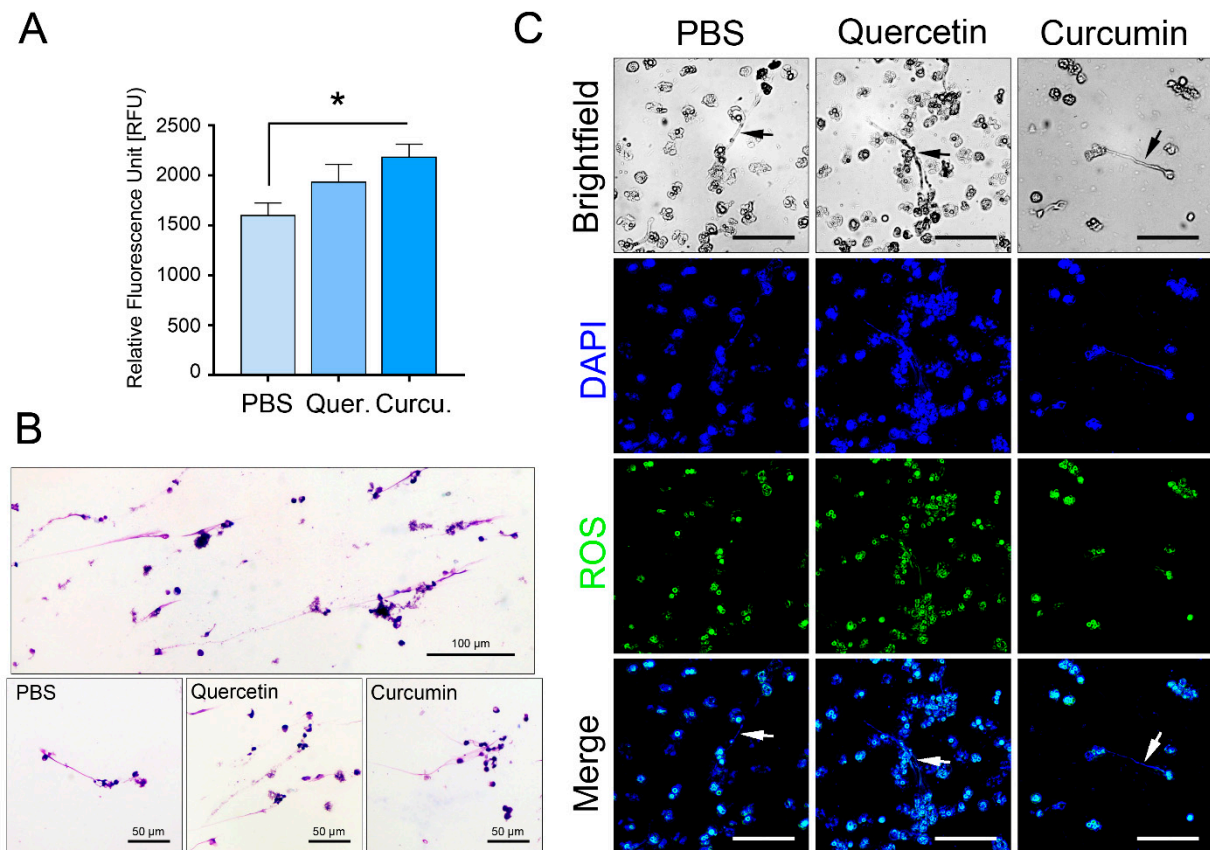 A
*
Relative Fluorescence Unit [RFU]
2500
2000
1500
1000
500
0
PBS Quer. Curcu.
B
100 µm
PBS
50 µm
Quercetin
50 µm
Curcumin
50 µm
C
PBS Quercetin Curcumin
Brightfield
DAPI
ROS
Merge